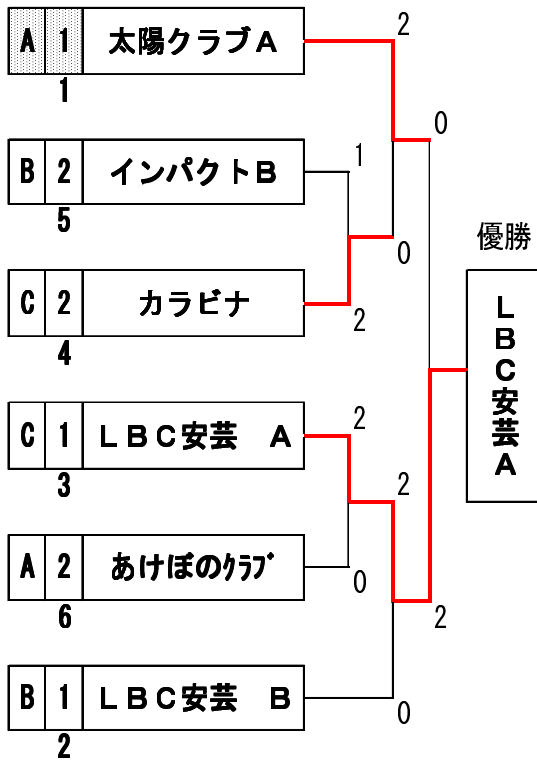 A 1 太陽クラブA 2
1
0
B 2 インパクトB 1
5
優勝
0
C 2 カラビナ 2
4
LBC安芸A
C 1 LBC安芸 A 2
3
2
A 2 あけぼのクラブ 0
6
2
B 1 LBC安芸 B 0
2